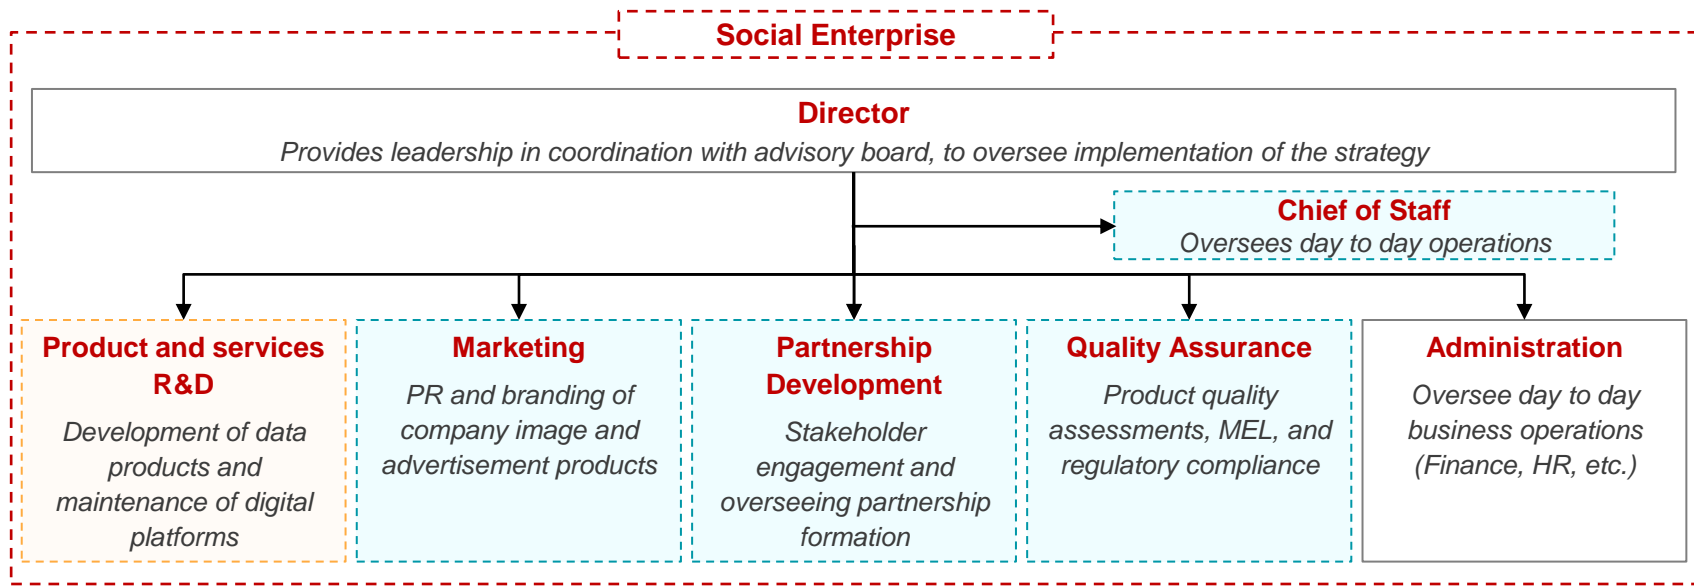 Social Enterprise
Director
Provides leadership in coordination with advisory board, to oversee implementation of the strategy
Chief of Staff
Oversees day to day operations
Product and services
R&D
Development of data
products and
maintenance of digital
platforms
Marketing
PR and branding of
company image and
advertisement products
Partnership
Development
Stakeholder
engagement and
overseeing partnership
formation
Quality Assurance
Product quality
assessments, MEL, and
regulatory compliance
Administration
Oversee day to day
business operations
(Finance, HR, etc.)